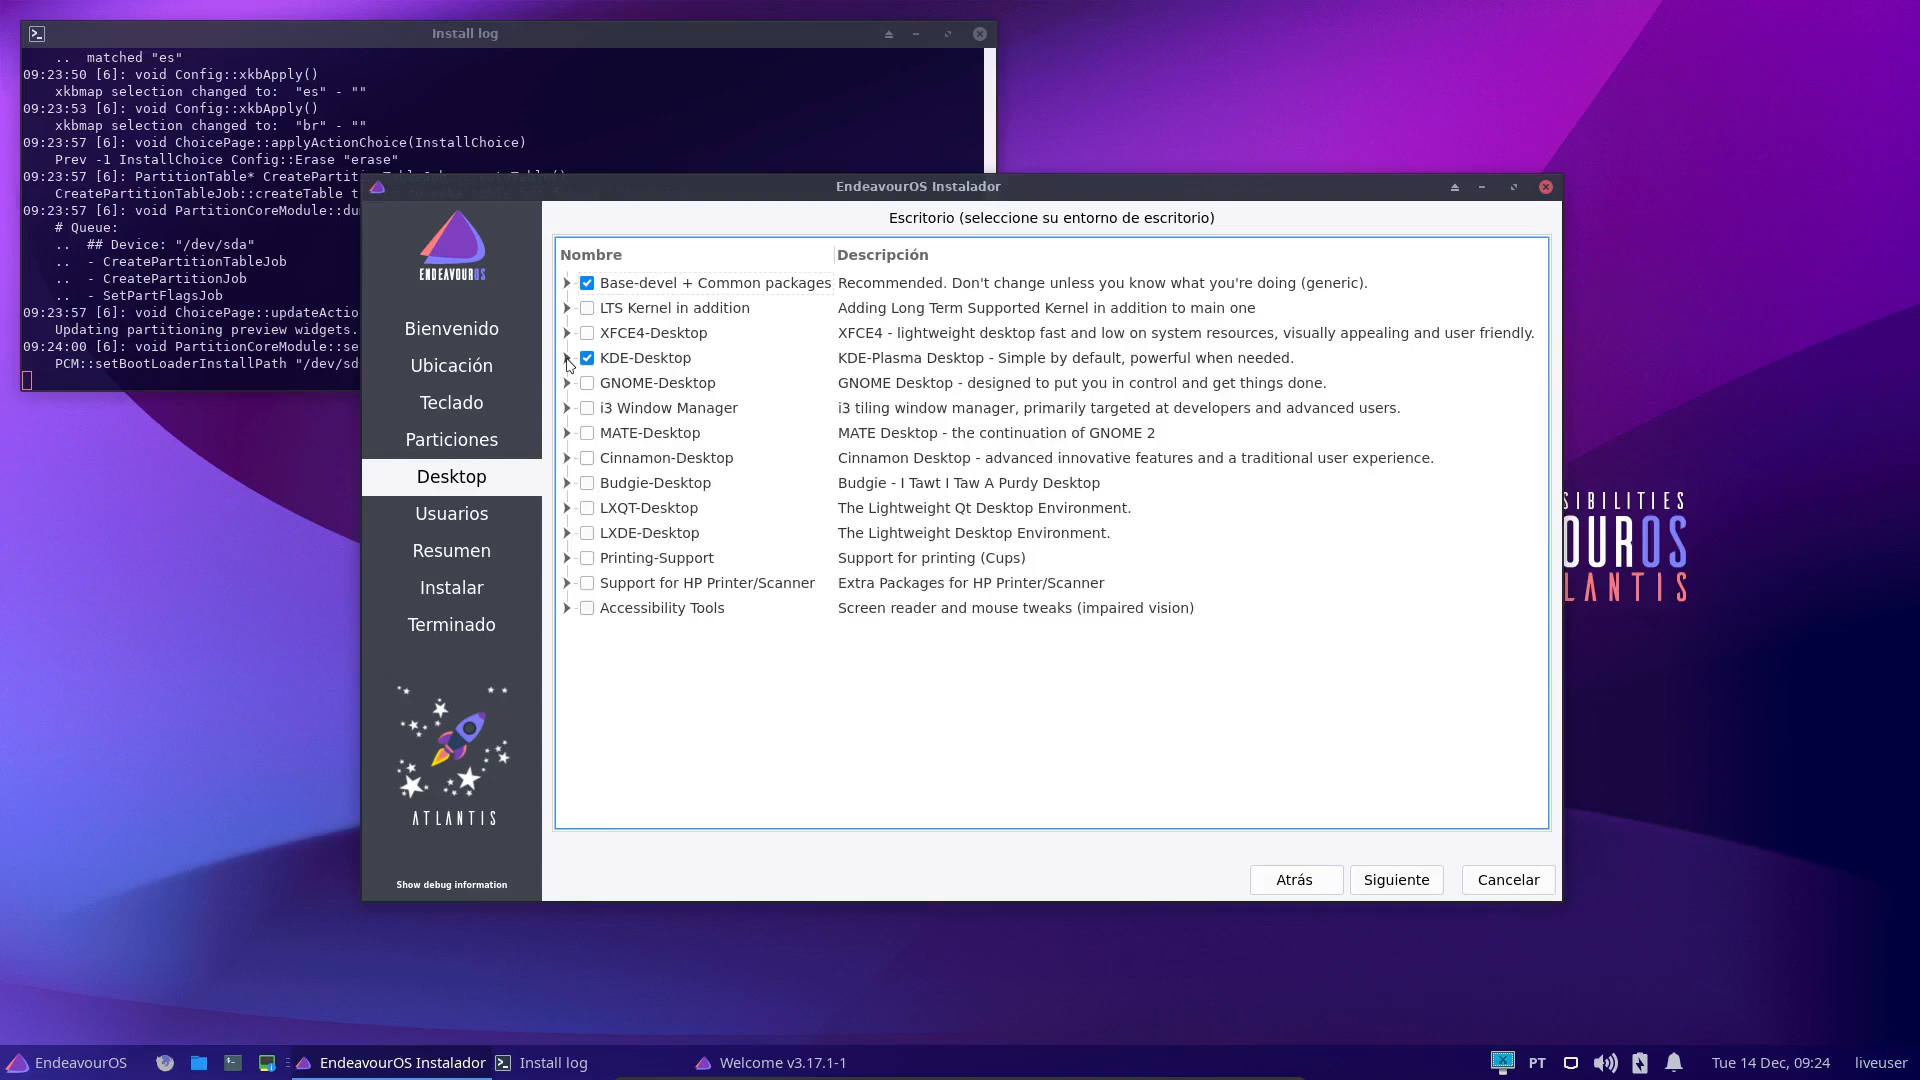 Install log
..  matched "es"
09:23:50 [6]: void Config::xkbApply()
xkbmap selection changed to:  "es" - ""
09:23:53 [6]: void Config::xkbApply()
xkbmap selection changed to:  "br" - ""
09:23:57 [6]: void ChoicePage::applyActionChoice(InstallChoice)
Prev -1 InstallChoice Config::Erase "erase"
09:23:57 [6]: PartitionTable* CreatePartiti
CreatePartitionTableJob::createTable
09:23:57 [6]: void PartitionCoreModule::du
# Queue:
..  ## Device: "/dev/sda"
..  - CreatePartitionTableJob
..  - CreatePartitionJob
..  - SetPartFlagsJob
09:23:57 [6]: void ChoicePage::updateActio
Updating partitioning preview widgets.
09:24:00 [6]: void PartitionCoreModule::se
PCM::setBootLoaderInstallPath "/dev/sd
EndeavourOS Instalador
ENDEAVOUROS
Bienvenido
Ubicación
Teclado
Particiones
Desktop
Usuarios
Resumen
Instalar
Terminado
ATLANTIS
Show debug information
Escritorio (seleccione su entorno de escritorio)
Nombre Descripción
Base-devel + Common packages Recommended. Don't change unless you know what you're doing (generic).
LTS Kernel in addition Adding Long Term Supported Kernel in addition to main one
XFCE4-Desktop XFCE4 - lightweight desktop fast and low on system resources, visually appealing and user friendly.
KDE-Desktop KDE-Plasma Desktop - Simple by default, powerful when needed.
GNOME-Desktop GNOME Desktop - designed to put you in control and get things done.
i3 Window Manager i3 tiling window manager, primarily targeted at developers and advanced users.
MATE-Desktop MATE Desktop - the continuation of GNOME 2
Cinnamon-Desktop Cinnamon Desktop - advanced innovative features and a traditional user experience.
Budgie-Desktop Budgie - I Tawt I Taw A Purdy Desktop
LXQT-Desktop The Lightweight Qt Desktop Environment.
LXDE-Desktop The Lightweight Desktop Environment.
Printing-Support Support for printing (Cups)
Support for HP Printer/Scanner Extra Packages for HP Printer/Scanner
Accessibility Tools Screen reader and mouse tweaks (impaired vision)
Atrás Siguiente Cancelar
SIBILITIES
OUROS
LANTIS
EndeavourOS EndeavourOS Instalador Install log Welcome v3.17.1-1 PT Tue 14 Dec, 09:24 liveuser